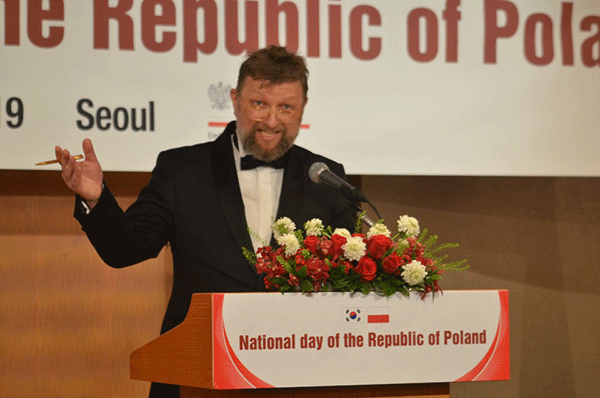 he Republic of Pola
19 Seoul
National day of the Republic of Poland